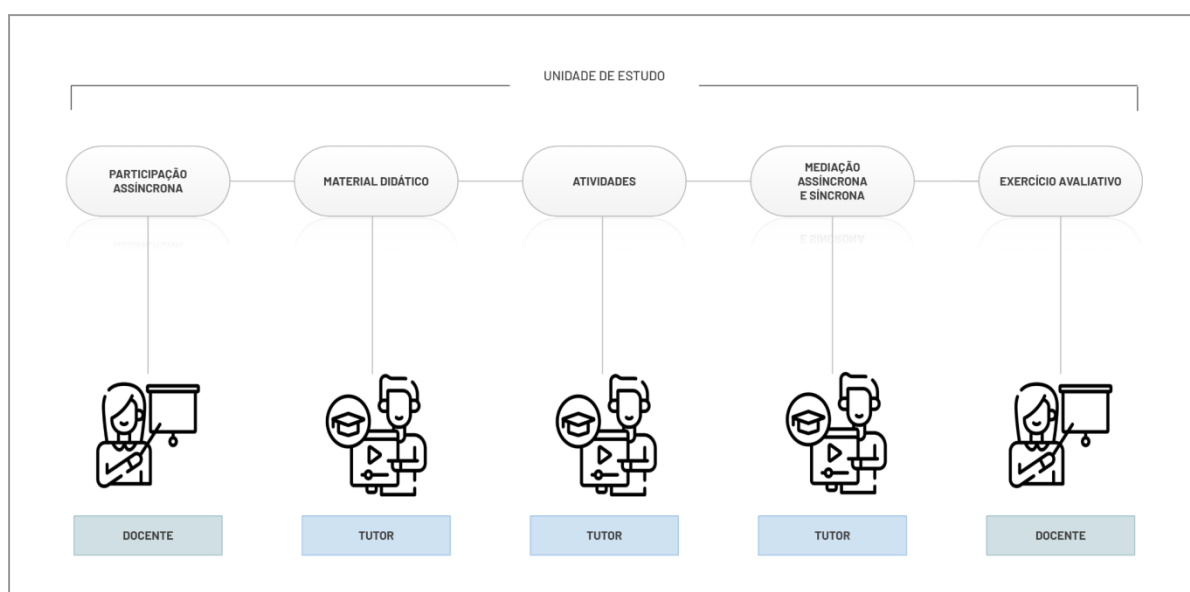 UNIDADE DE ESTUDO
PARTICIPAÇÃO
ASSÍNCRONA
MATERIAL DIDÁTICO
ATIVIDADES
MEDIAÇÃO
ASSÍNCRONA
E SÍNCRONA
EXERCÍCIO AVALIATIVO
DOCENTE
TUTOR
TUTOR
TUTOR
DOCENTE